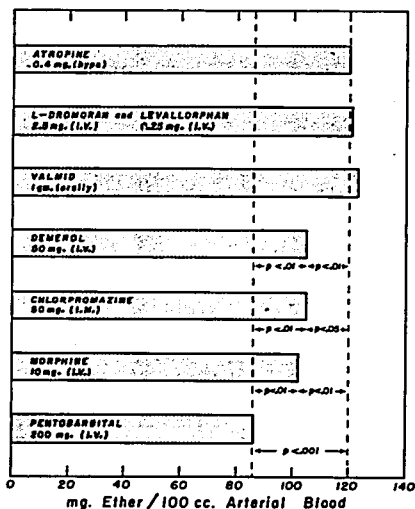 ATROPINE
0.4 mg. (hypo)
L-DROMORAN and LEVALLORPHAN
2.5 mg. (I.V.) 1.25 mg. (I.V.)
VALMID
1 gm. (orally)
DEMEROL
50 mg. (I.V.)
p <.01 p <.01
CHLORPROMAZINE
50 mg. (I.M.)
p <.01 p <.05
MORPHINE
10 mg. (I.V.)
p <.01 p <.01
PENTOBARBITAL
200 mg. (I.V.)
p <.001
0 20 40 60 80 100 120 140
mg. Ether / 100 cc. Arterial Blood